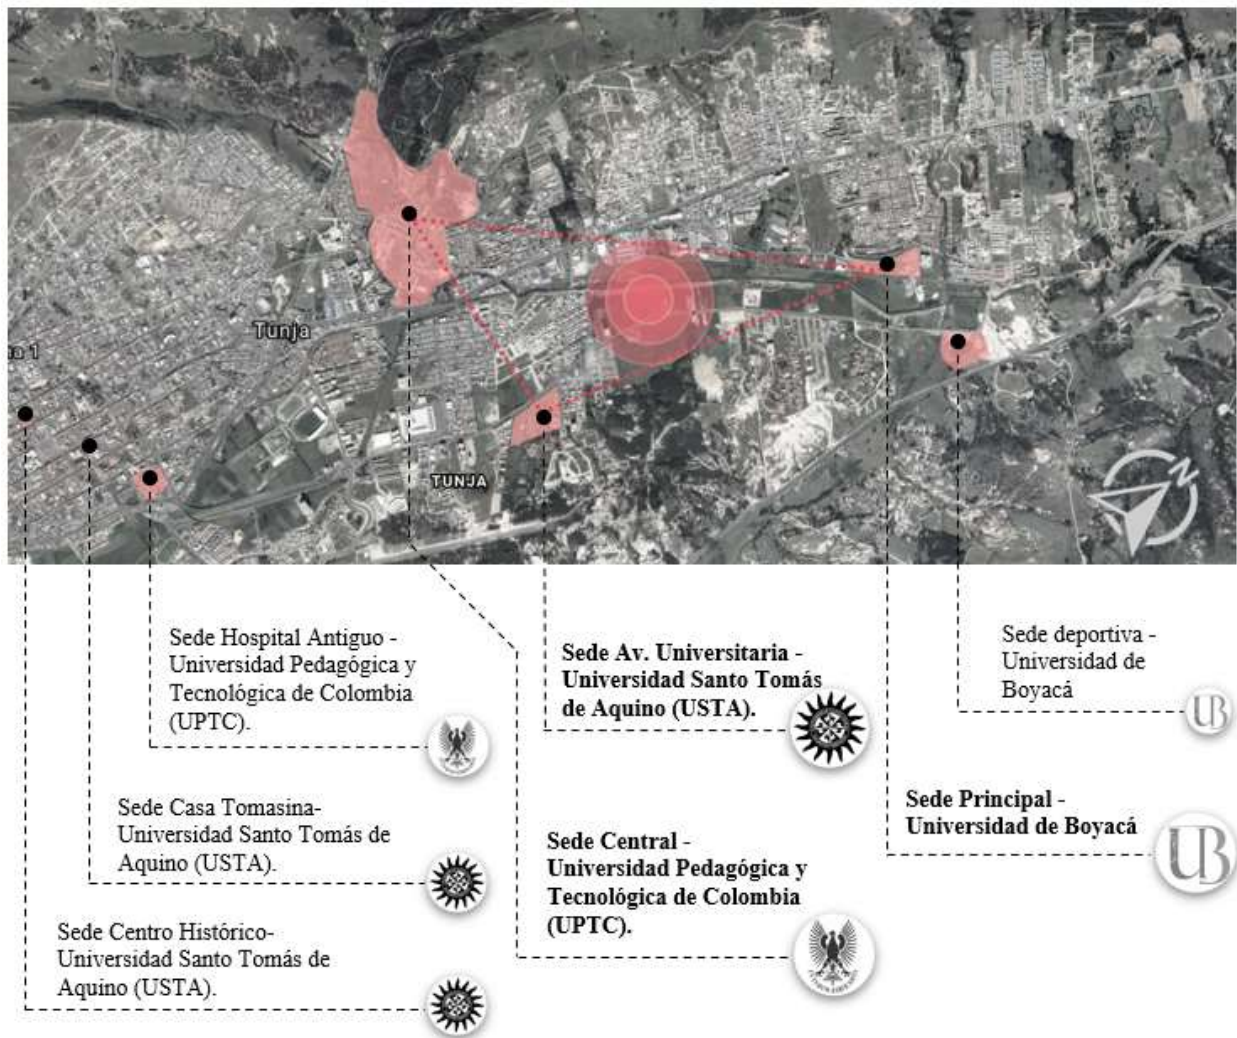 Tunja
na 1
TUNJA
N
Sede Hospital Antiguo -
Universidad Pedagógica y
Tecnológica de Colombia
(UPTC).
Sede Av. Universitaria -
Universidad Santo Tomás
de Aquino (USTA).
Sede deportiva -
Universidad de
Boyacá
UB
Sede Casa Tomasina-
Universidad Santo Tomás de
Aquino (USTA).
Sede Principal -
Universidad de Boyacá
UB
Sede Central -
Universidad Pedagógica y
Tecnológica de Colombia
(UPTC).
Sede Centro Histórico-
Universidad Santo Tomás de
Aquino (USTA).